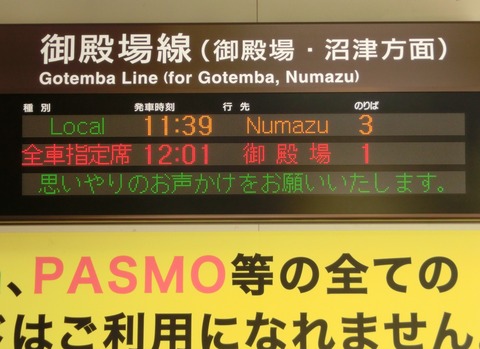 御殿場線(御殿場・沼津方面)
Gotemba Line (for Gotemba, Numazu)
種別 発車時刻 行先 のりば
Local 11:39 Numazu 3
全車指定席 12:01 御殿場 1
思いやりのお声かけをお願いいたします。
、PASMO等の全ての
はご利用になれません。